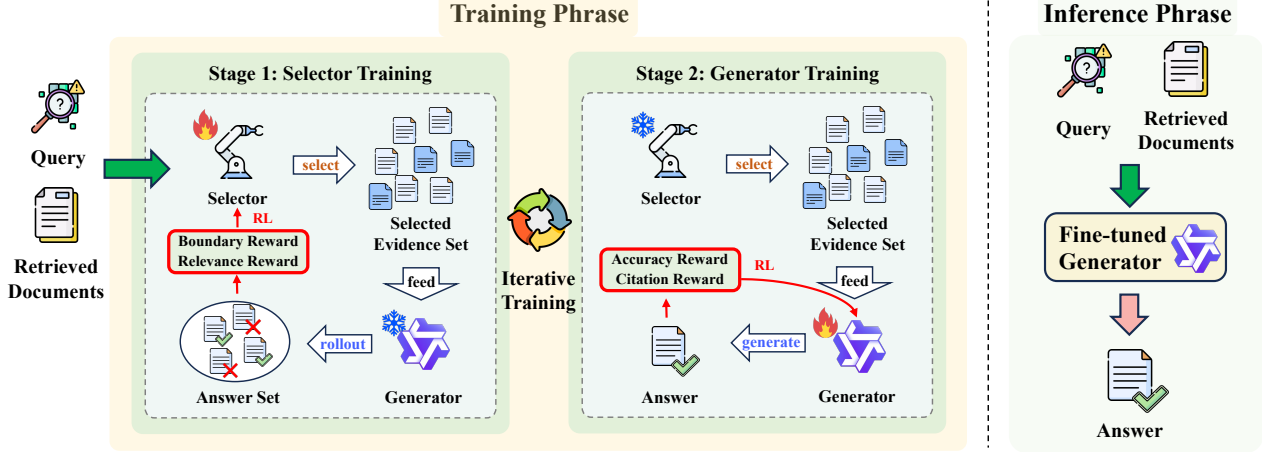 Training Phrase
Inference Phrase
Query
Retrieved
Documents
Stage 1: Selector Training
Selector
select
Selected
Evidence Set
RL
Boundary Reward
Relevance Reward
feed
rollout
Answer Set
Generator
Iterative
Training
Stage 2: Generator Training
Selector
select
Selected
Evidence Set
Accuracy Reward
Citation Reward
RL
feed
generate
Answer
Generator
Query
Retrieved
Documents
Fine-tuned
Generator
Answer